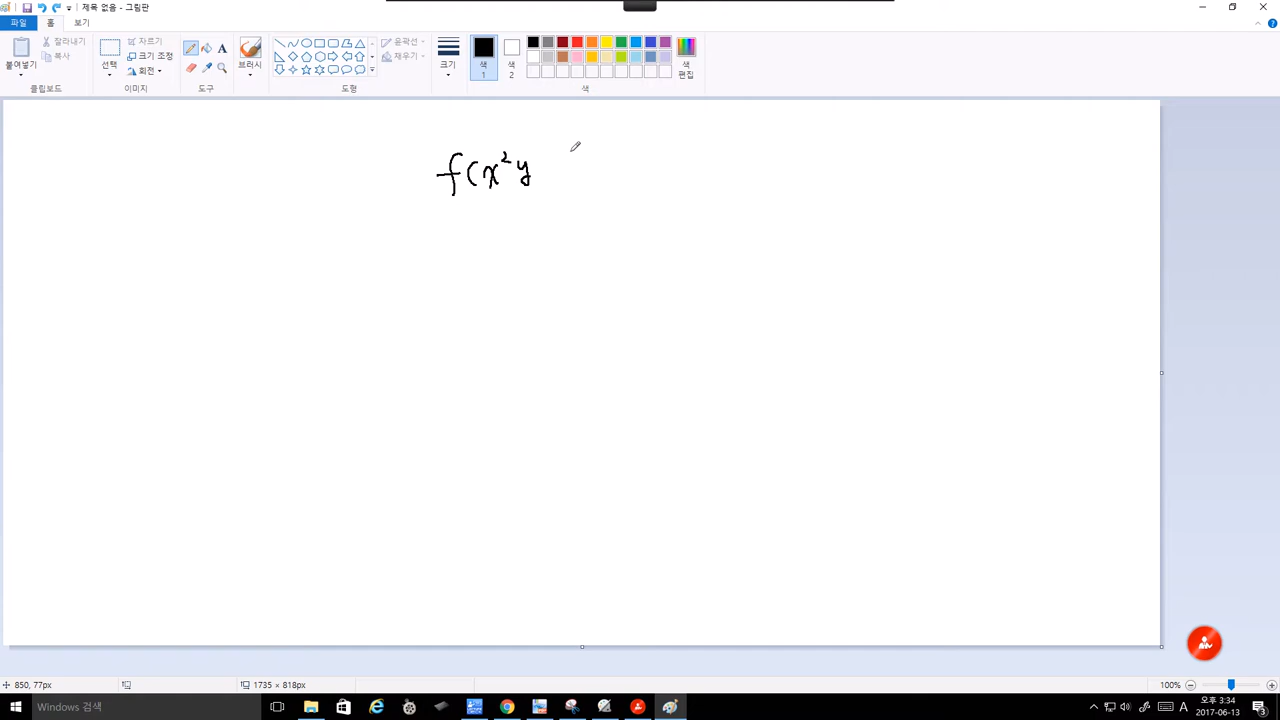 제목 없음 - 그림판
파일 홈 보기
붙여넣기
잘라내기
복사
클립보드
선택
자르기
크기 조정
회전
이미지
A
도구
브러시
윤곽선
채우기
도형
크기
색
1
색
2
색
편집
색
f(x²y
850, 77px
1735 × 818px
100%
Windows 검색
A
오후 3:34
2017-06-13